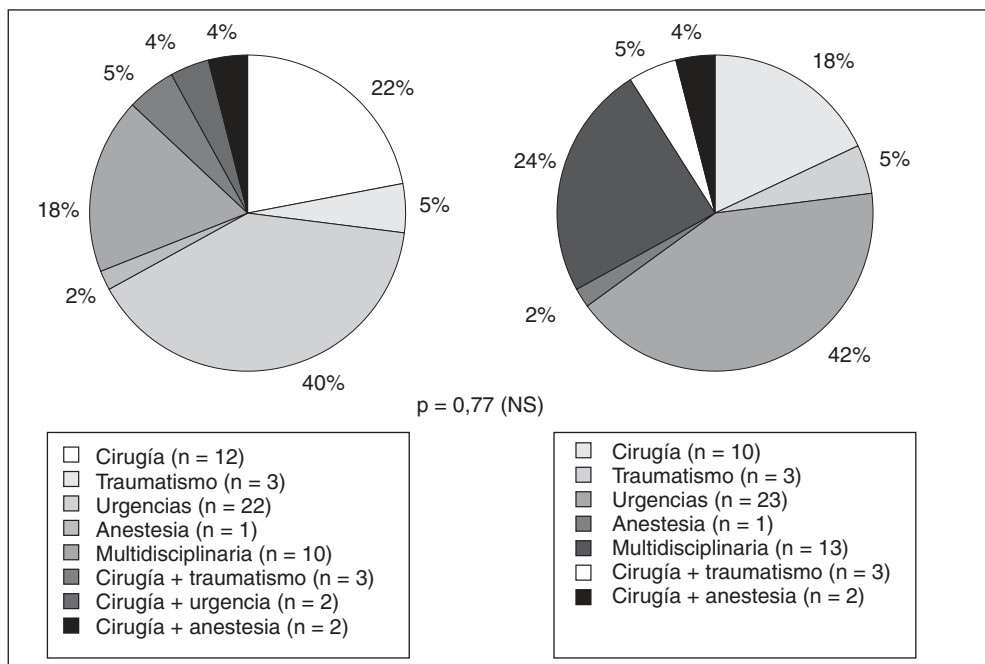 4%
4%
5%
22%
18%
5%
2%
40%
4%
5%
18%
24%
5%
2%
42%
p = 0,77 (NS)
Cirugía (n = 12)
Traumatismo (n = 3)
Urgencias (n = 22)
Anestesia (n = 1)
Multidisciplinaria (n = 10)
Cirugía + traumatismo (n = 3)
Cirugía + urgencia (n = 2)
Cirugía + anestesia (n = 2)
Cirugía (n = 10)
Traumatismo (n = 3)
Urgencias (n = 23)
Anestesia (n = 1)
Multidisciplinaria (n = 13)
Cirugía + traumatismo (n = 3)
Cirugía + anestesia (n = 2)